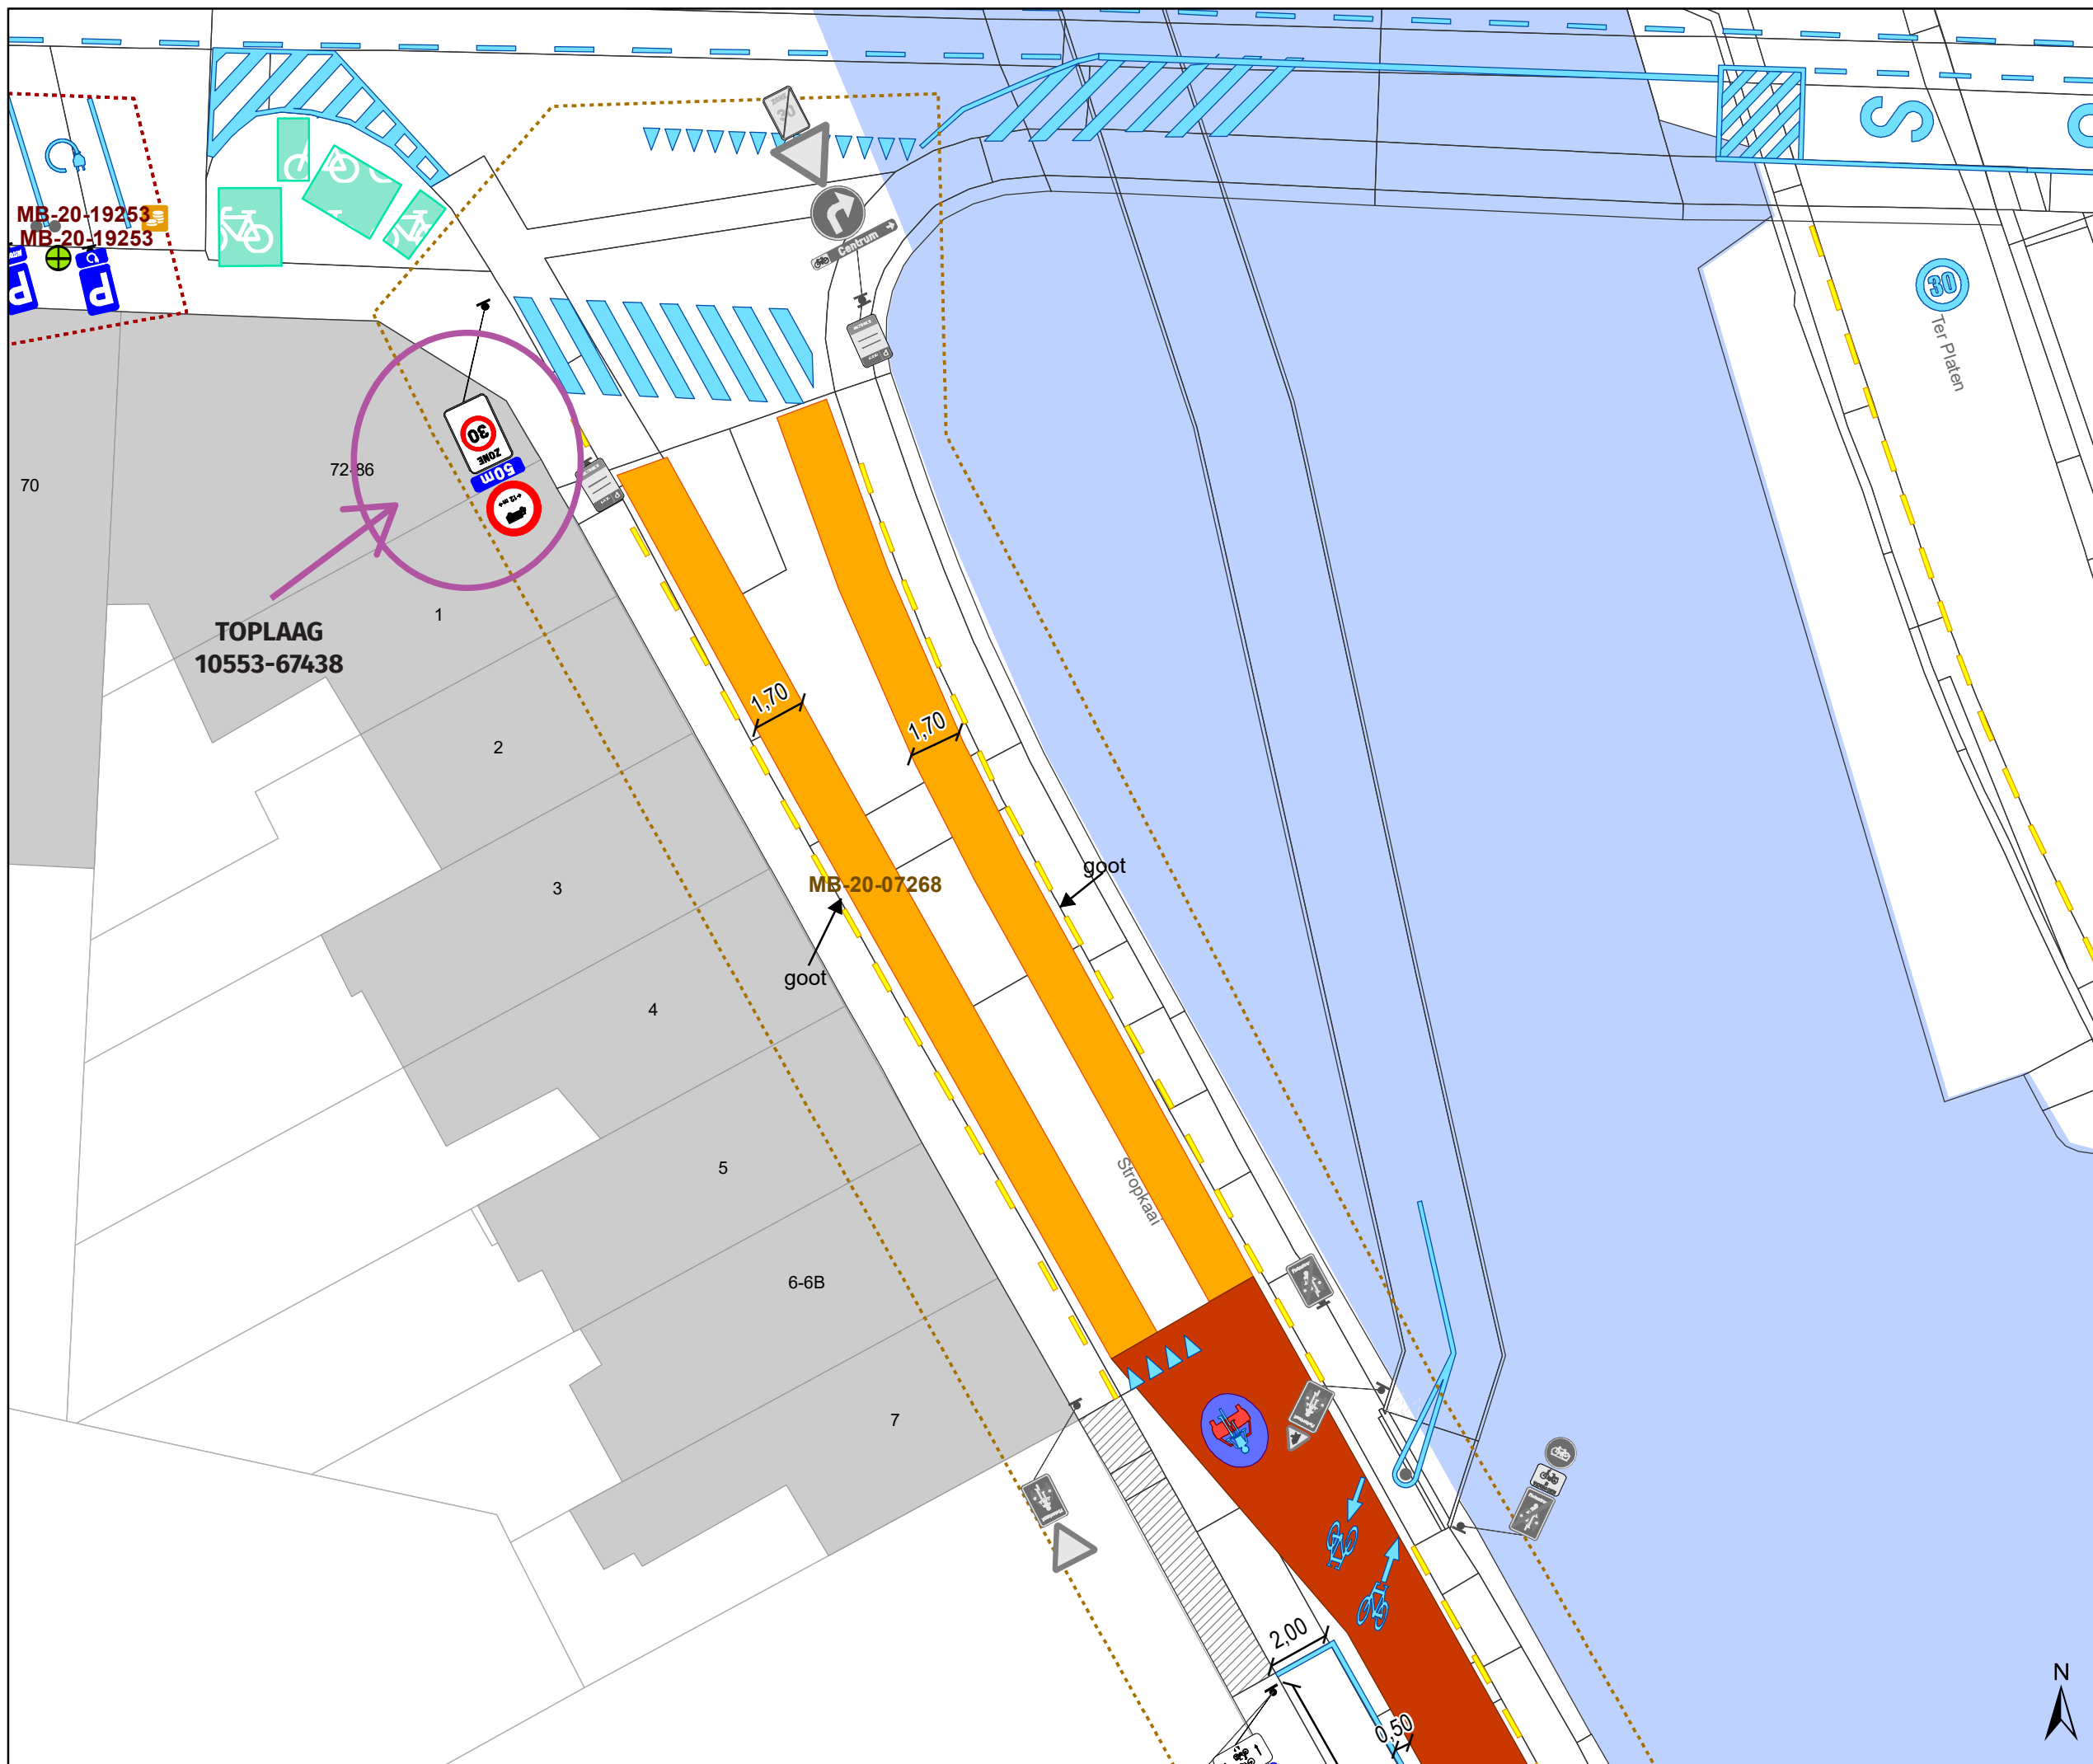 30
S
MB-20-19253
MB-20-19253
P
P
Centrum
30
Ter Platen
30
ZONE
50m
72-86
70
TOPLAAG
10553-67438
1
2
1,70
1,70
3
MB-20-07268
goot
goot
4
5
Stropkaai
6-6B
7
2,00
0,50
N